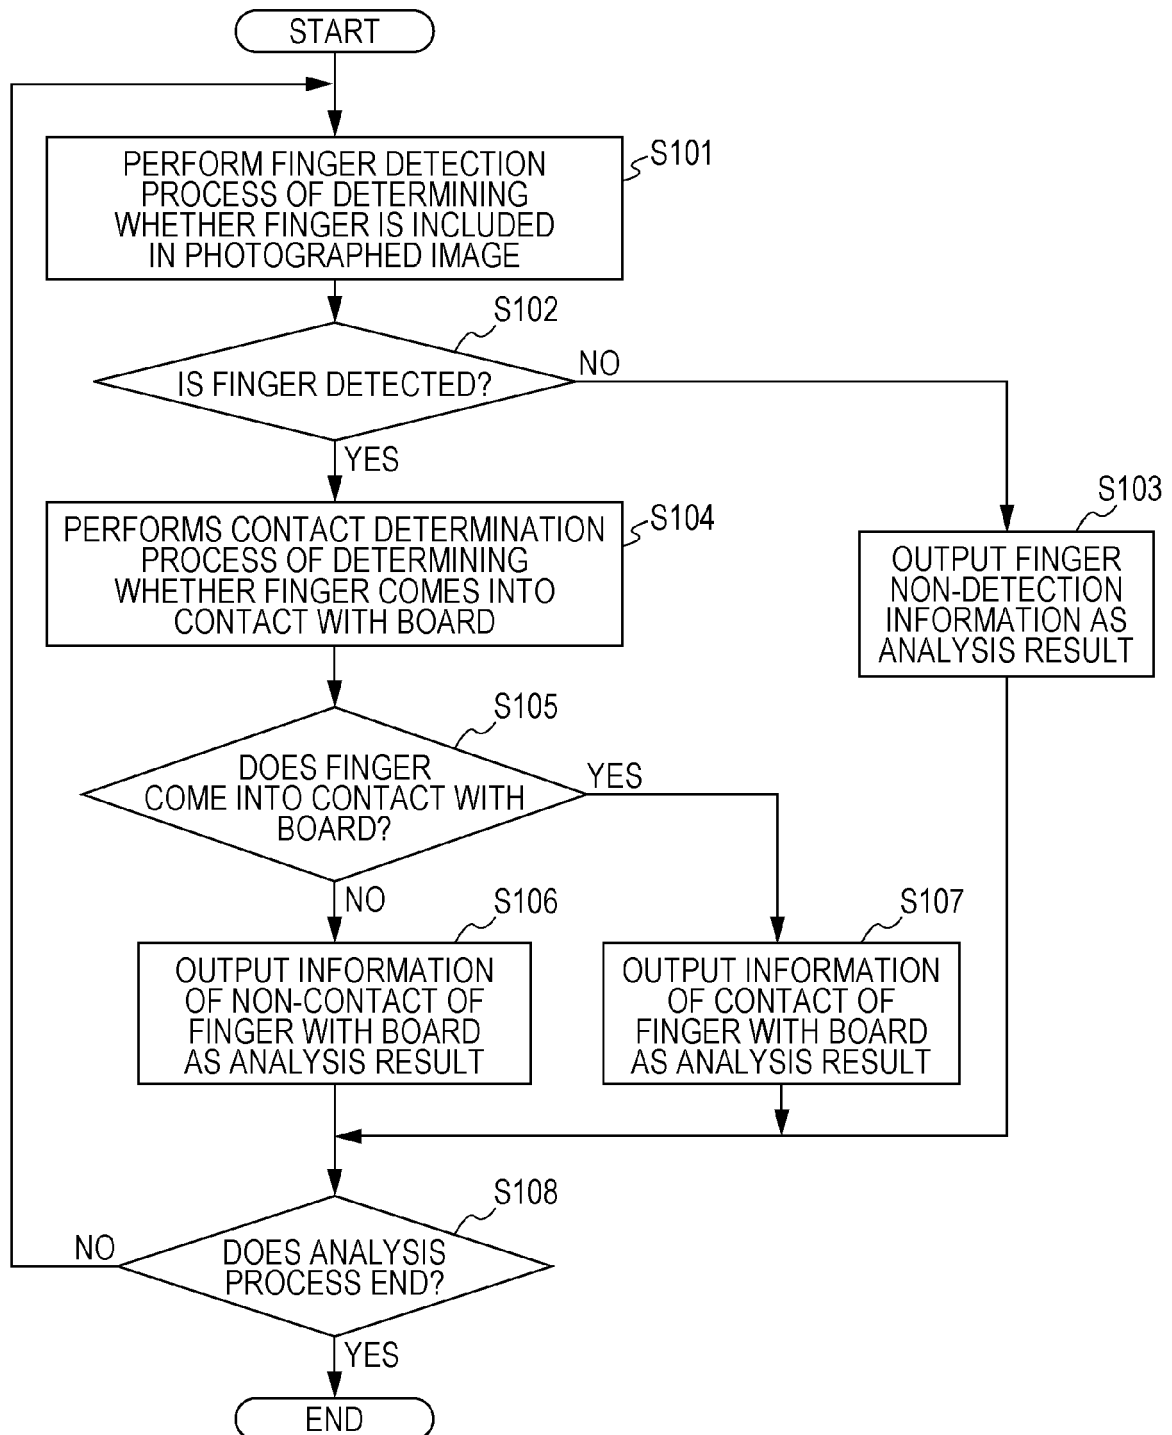 START
PERFORM FINGER DETECTION
PROCESS OF DETERMINING
WHETHER FINGER IS INCLUDED
IN PHOTOGRAPHED IMAGE
S101
S102
IS FINGER DETECTED?
NO
YES
S103
OUTPUT FINGER
NON-DETECTION
INFORMATION AS
ANALYSIS RESULT
S104
PERFORMS CONTACT DETERMINATION
PROCESS OF DETERMINING
WHETHER FINGER COMES INTO
CONTACT WITH BOARD
S105
DOES FINGER
COME INTO CONTACT WITH
BOARD?
YES
NO
S106
OUTPUT INFORMATION
OF NON-CONTACT OF
FINGER WITH BOARD
AS ANALYSIS RESULT
S107
OUTPUT INFORMATION
OF CONTACT OF
FINGER WITH BOARD
AS ANALYSIS RESULT
S108
DOES ANALYSIS
PROCESS END?
NO
YES
END